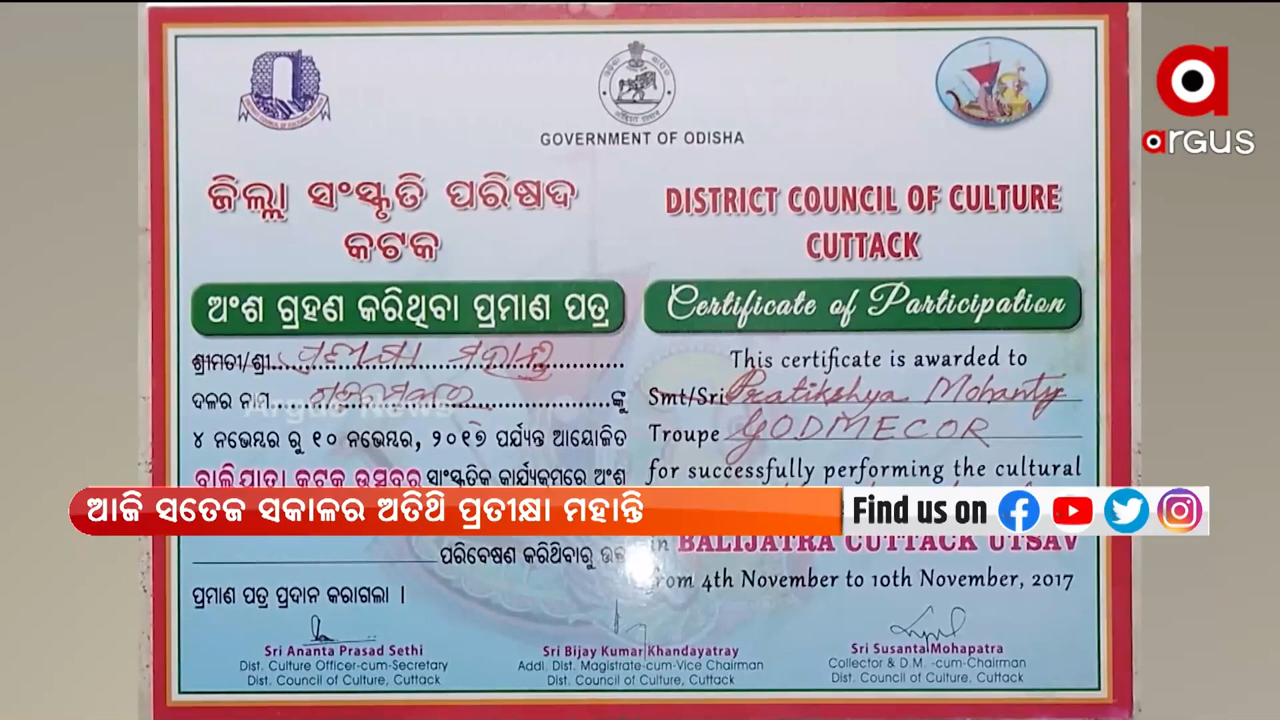 argus
GOVERNMENT OF ODISHA
ଜିଲ୍ଲା ସଂସ୍କୃତି ପରିଷଦ
କଟକ
DISTRICT COUNCIL OF CULTURE
CUTTACK
ଅଂଶ ଗ୍ରହଣ କରିଥିବା ପ୍ରମାଣ ପତ୍ର
Certificate of Participation
ଶ୍ରୀମତୀ/ଶ୍ରୀ.....ପ୍ରତୀକ୍ଷା ମହାନ୍ତି.....
ଦଳର ନାମ..........ଙ୍କୁ
୪ ନଭେମ୍ବର ରୁ ୧୦ ନଭେମ୍ବର, ୨୦୧୭ ପର୍ଯ୍ୟନ୍ତ ଆୟୋଜିତ
ବାଲିଯାତ୍ରା କଟକ ଉତ୍ସବର ସାଂସ୍କୃତିକ କାର୍ଯ୍ୟକ୍ରମରେ ଅଂଶ
This certificate is awarded to
Smt/Sri Pratikshya Mohanty
Troupe GODMECOR
for successfully performing the cultural
Argus News
ଆଜି ସତେଜ ସକାଳର ଅତିଥି ପ୍ରତୀକ୍ଷା ମହାନ୍ତି
Find us on
ପରିବେଷଣ କରିଥିବାରୁ ଉକ୍ତ
ପ୍ରମାଣ ପତ୍ର ପ୍ରଦାନ କରାଗଲା ।
in BALIJATRA CUTTACK UTSAV
from 4th November to 10th November, 2017
Sri Ananta Prasad Sethi
Dist. Culture Officer-cum-Secretary
Dist. Council of Culture, Cuttack
Sri Bijay Kumar Khandayatray
Addl. Dist. Magistrate-cum-Vice Chairman
Dist. Council of Culture, Cuttack
Sri Susanta Mohapatra
Collector & D.M. -cum-Chairman
Dist. Council of Culture, Cuttack